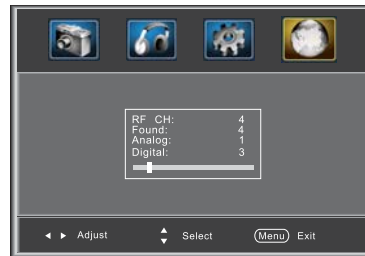 RF CH: 4
Found: 4
Analog: 1
Digital: 3
Adjust Select Menu Exit